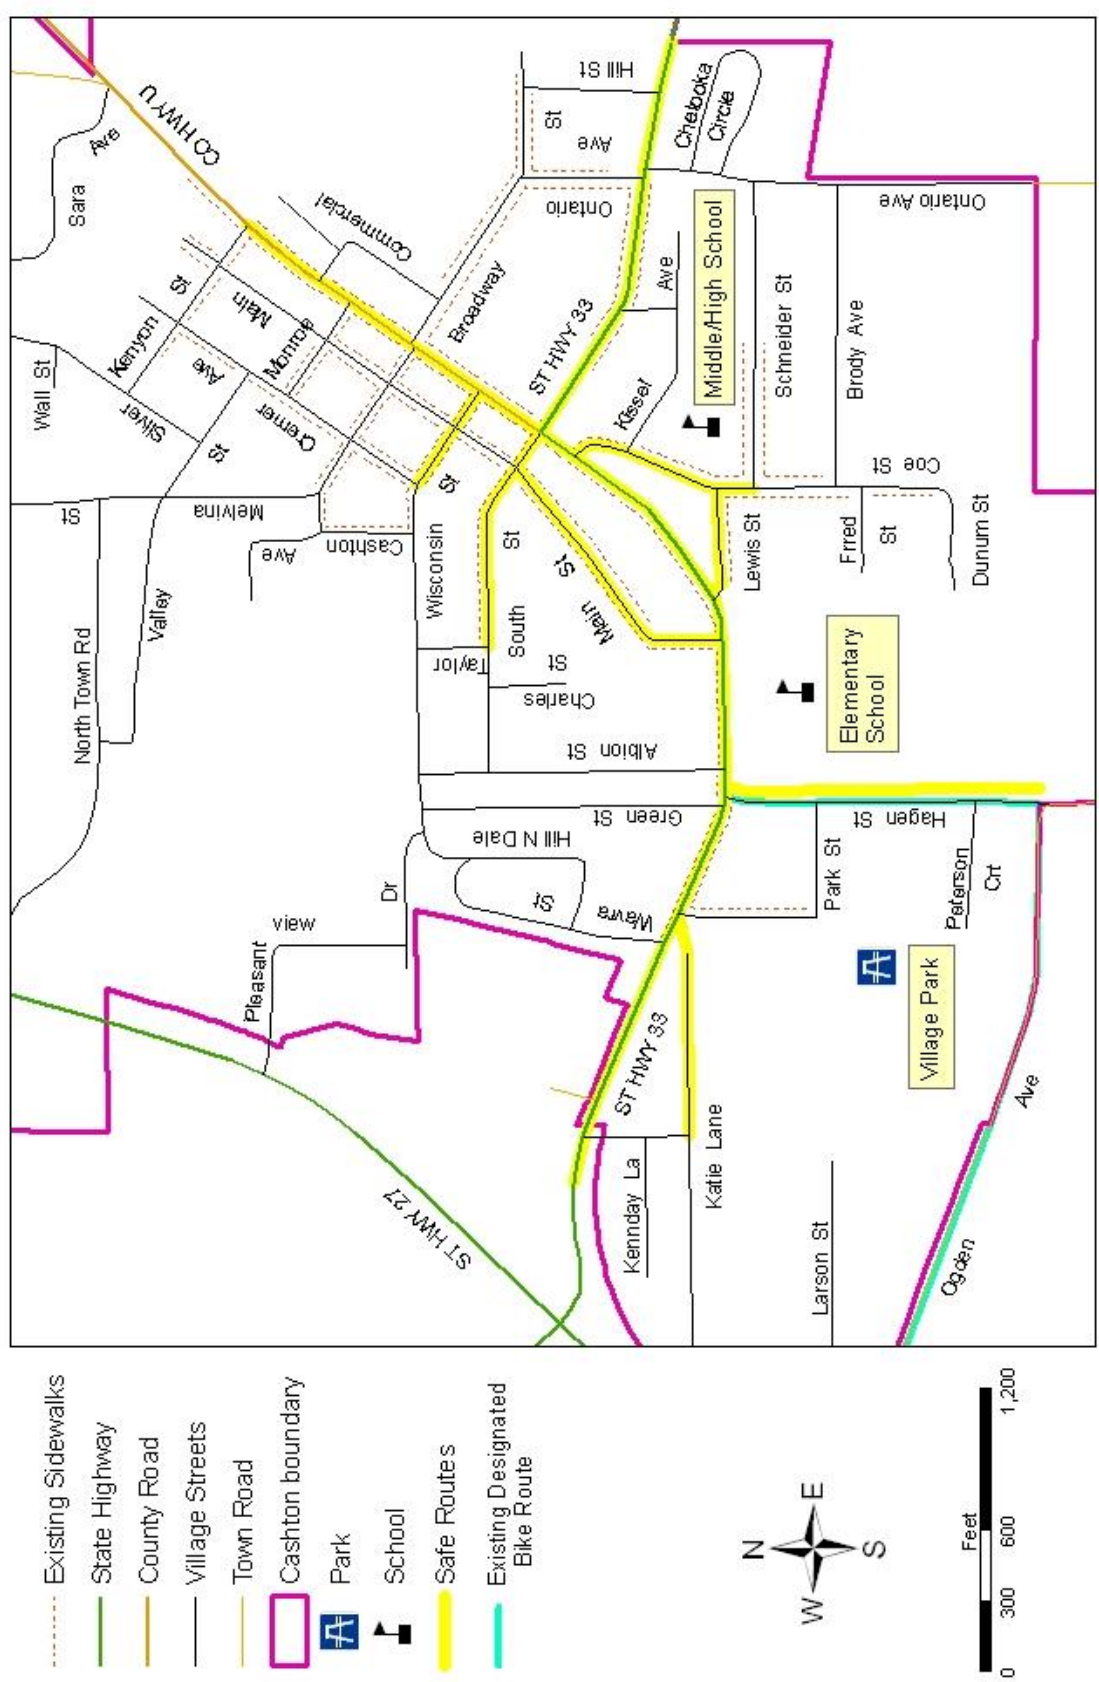 Existing Sidewalks
State Highway
County Road
Village Streets
Town Road
Cashton boundary
Park
School
Safe Routes
Existing Designated
Bike Route
N
W
E
S
Feet
0
300
600
1,200
ST HWY 27
Pleasant
View
Dr
North Town Rd
Valley
Melvina
St
Wall St
Sliver
St
Kenyon
St
Sara
Ave
CO HWY U
Main
Ave
Monroe
Cremer
St
Commercial
Broadway
Ontario
Ave
St
Hill St
Chelooka
Circle
Cashton
Ave
Wisconsin
Taylor
South
St
Charles
St
Albion St
Green St
Hill N Dale
St
Wavra
Main
St
ST HWY 33
ST HWY 33
Kissel
Ave
Middle/High School
Schneider St
Brody Ave
Ontario Ave
Coe St
Lewis St
Frred
St
Dunum St
Elementary
School
Hagen St
Park St
Peterson
Crt
Village Park
Katie Lane
Kennday La
Larson St
Ogden
Ave